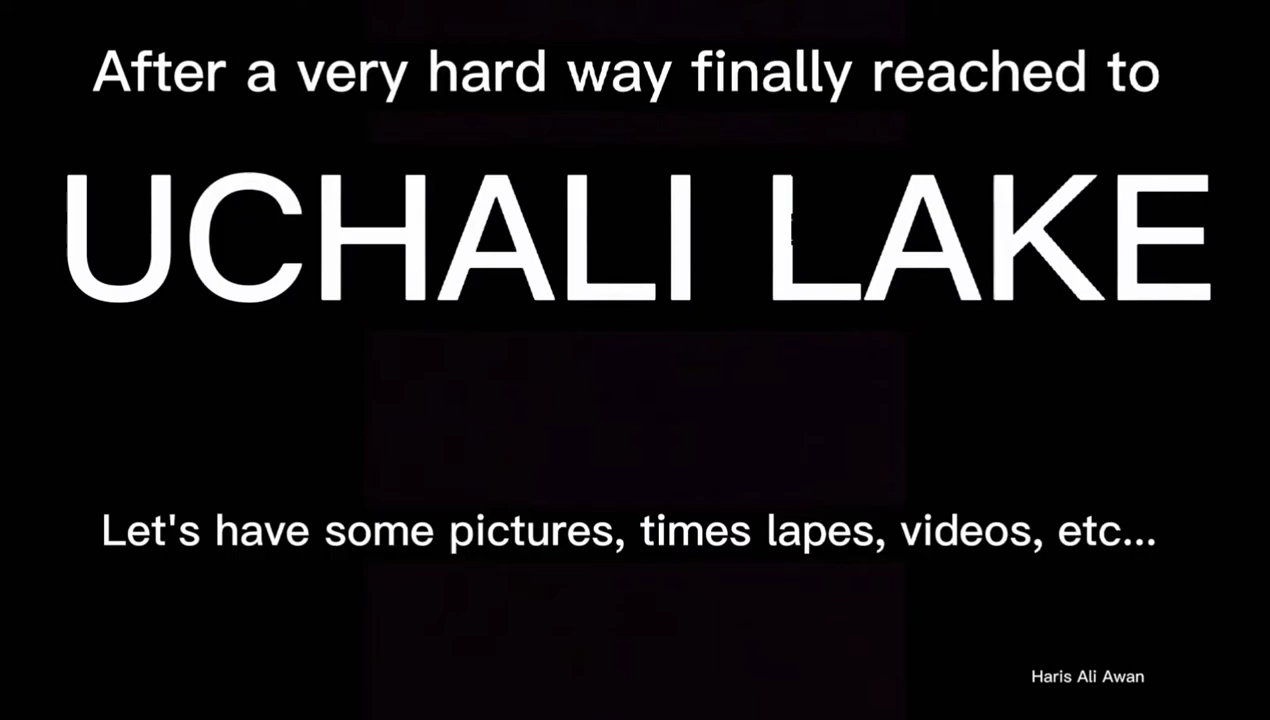 After a very hard way finally reached to
UCHALI LAKE
Let's have some pictures, times lapes, videos, etc...
Haris Ali Awan